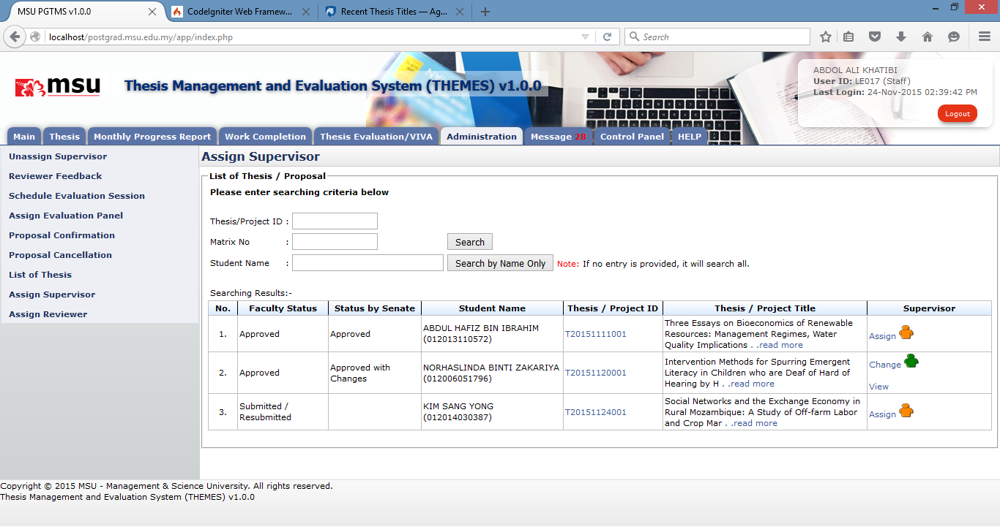 MSU PGTMS v1.0.0
CodeIgniter Web Framew...
Recent Thesis Titles — Ag...
localhost/postgrad.msu.edu.my/app/index.php
Search
msu
Thesis Management and Evaluation System (THEMES) v1.0.0
ABDOL ALI KHATIBI
User ID: LE017 (Staff)
Last Login: 24-Nov-2015 02:39:42 PM
Logout
Main
Thesis
Monthly Progress Report
Work Completion
Thesis Evaluation/VIVA
Administration
Message 28
Control Panel
HELP
Unassign Supervisor
Reviewer Feedback
Schedule Evaluation Session
Assign Evaluation Panel
Proposal Confirmation
Proposal Cancellation
List of Thesis
Assign Supervisor
Assign Reviewer
Assign Supervisor
List of Thesis / Proposal
Please enter searching criteria below
Thesis/Project ID :
Matrix No :
Search
Student Name :
Search by Name Only
Note: If no entry is provided, it will search all.
Searching Results:-
No. Faculty Status Status by Senate Student Name Thesis / Project ID Thesis / Project Title Supervisor
1.
Approved
Approved
ABDUL HAFIZ BIN IBRAHIM
(012013110572)
T20151111001
Three Essays on Bioeconomics of Renewable
Resources: Management Regimes, Water
Quality Implications . .read more
Assign
2.
Approved
Approved with
Changes
NORHASLINDA BINTI ZAKARIYA
(012006051796)
T20151120001
Intervention Methods for Spurring Emergent
Literacy in Children who are Deaf of Hard of
Hearing by H . .read more
Change
View
3.
Submitted /
Resubmitted
KIM SANG YONG
(012014030387)
T20151124001
Social Networks and the Exchange Economy in
Rural Mozambique: A Study of Off-farm Labor
and Crop Mar . .read more
Assign
Copyright © 2015 MSU - Management & Science University. All rights reserved.
Thesis Management and Evaluation System (THEMES) v1.0.0